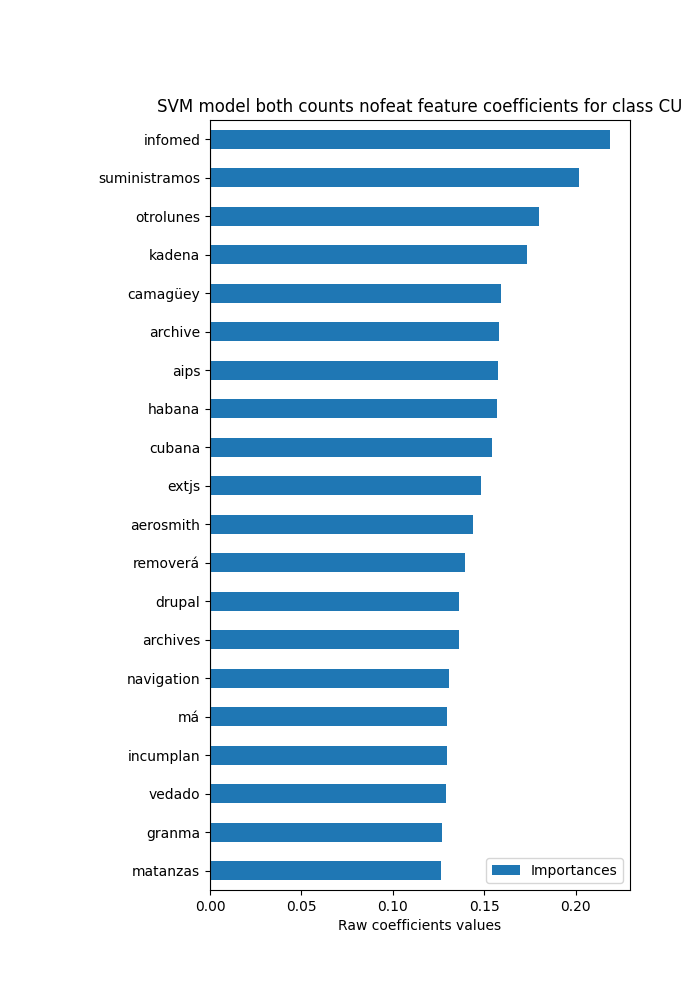 SVM model both counts nofeat feature coefficients for class CU
infomed
suministramos
otrolunes
kadena
camagüey
archive
aips
habana
cubana
extjs
aerosmith
removerá
drupal
archives
navigation
má
incumplan
vedado
granma
matanzas
Importances
0.00 0.05 0.10 0.15 0.20
Raw coefficients values